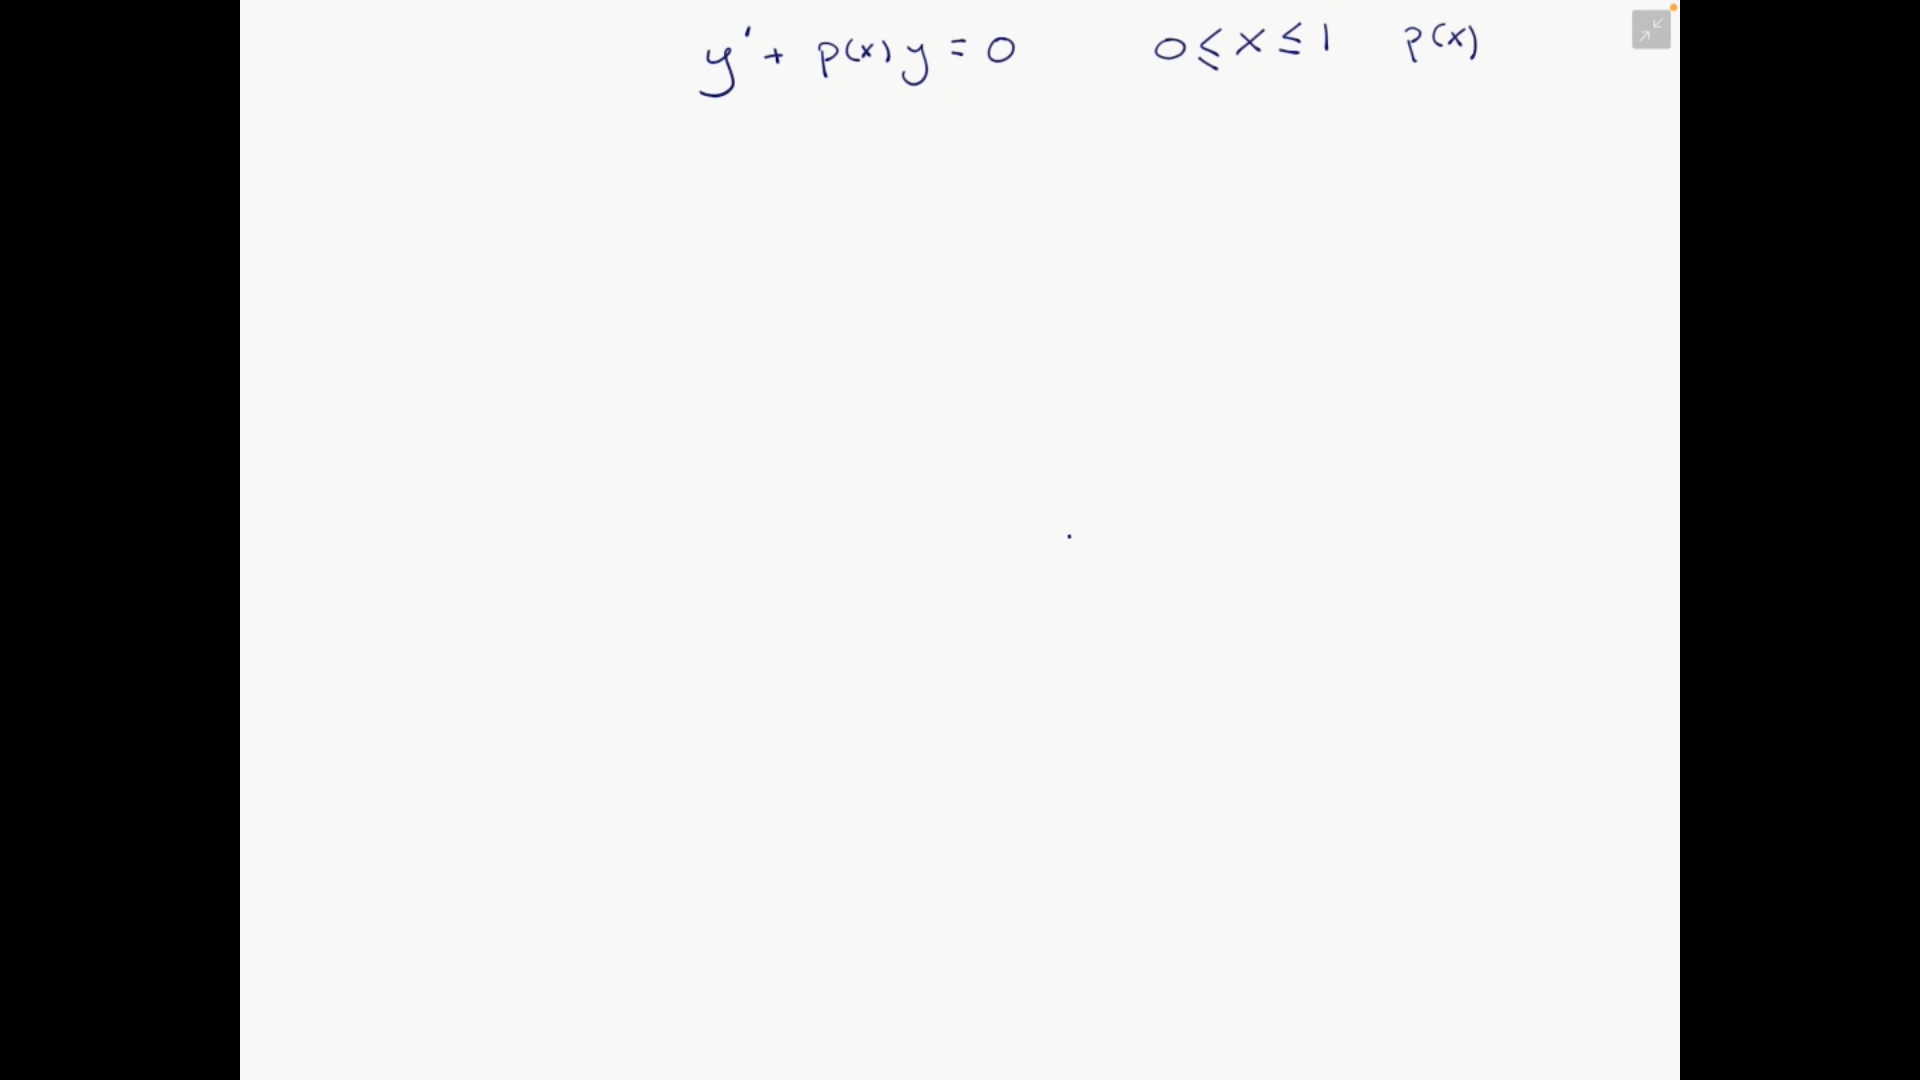 y' + p(x) y = 0 0 ≤ x ≤ 1 p(x)